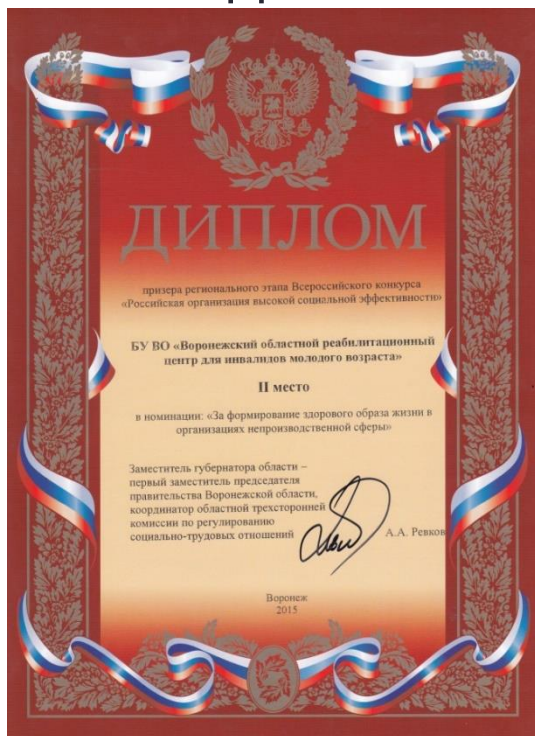 ДИПЛОМ
призера регионального этапа Всероссийского конкурса
«Российская организация высокой социальной эффективности»
БУ ВО «Воронежский областной реабилитационный
центр для инвалидов молодого возраста»
II место
в номинации: «За формирование здорового образа жизни в
организациях непроизводственной сферы»
Заместитель губернатора области –
первый заместитель председателя
правительства Воронежской области,
координатор областной трехсторонней
комиссии по регулированию
социально-трудовых отношений А.А. Ревков
Воронеж
2015